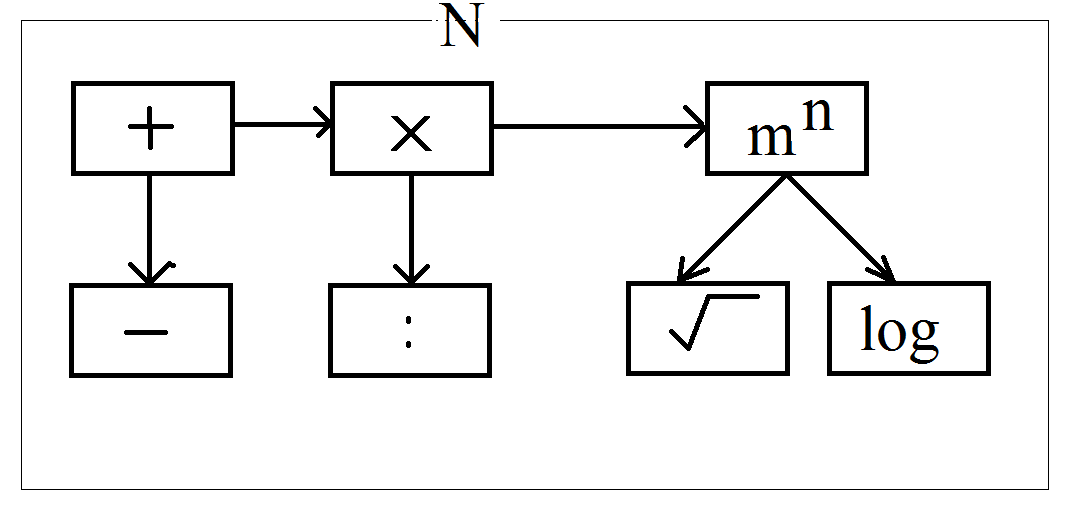 N
+ × mⁿ
− : √ log